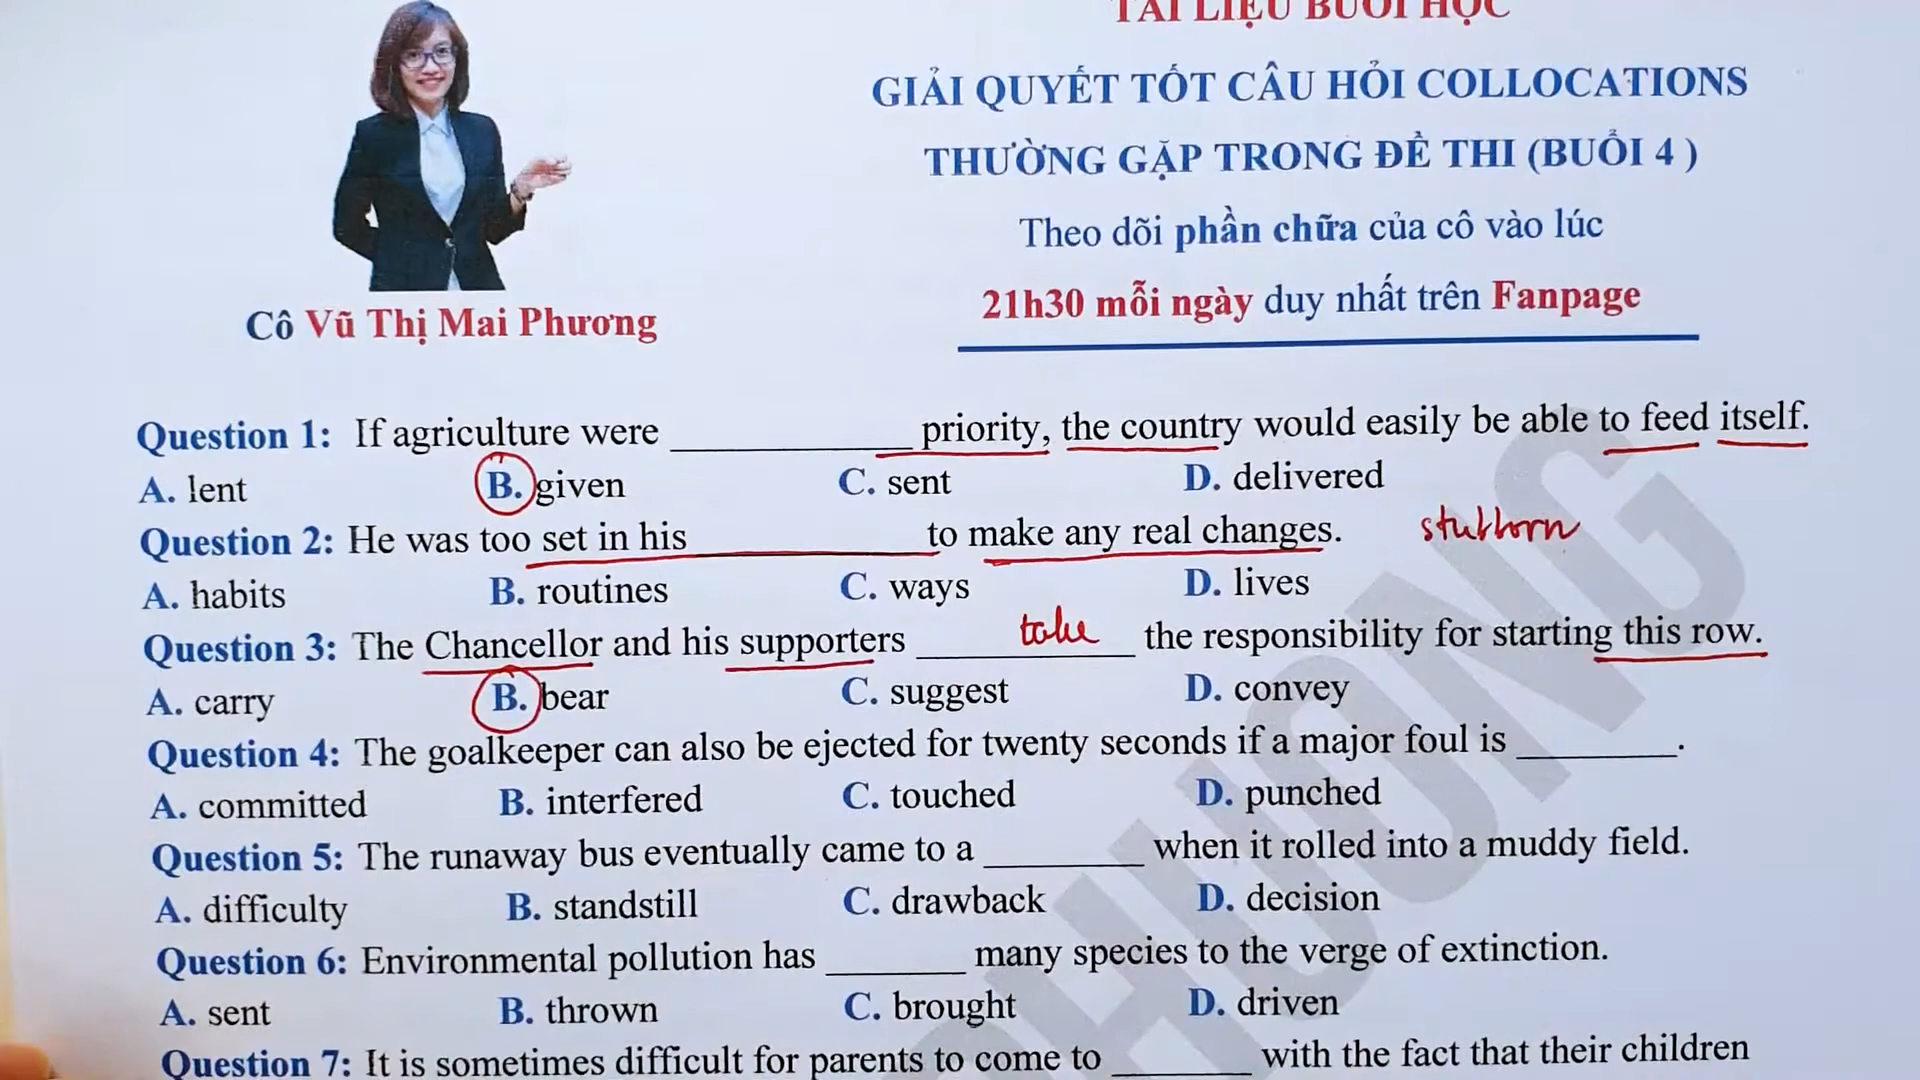 TÀI LIỆU BUỔI HỌC
GIẢI QUYẾT TỐT CÂU HỎI COLLOCATIONS
THƯỜNG GẶP TRONG ĐỀ THI (BUỔI 4 )
Theo dõi phần chữa của cô vào lúc
21h30 mỗi ngày duy nhất trên Fanpage
Cô Vũ Thị Mai Phương
Question 1: If agriculture were ____________ priority, the country would easily be able to feed itself.
A. lent B. given C. sent D. delivered
Question 2: He was too set in his ____________ to make any real changes. stubborn
A. habits B. routines C. ways D. lives
Question 3: The Chancellor and his supporters ____take____ the responsibility for starting this row.
A. carry B. bear C. suggest D. convey
Question 4: The goalkeeper can also be ejected for twenty seconds if a major foul is ________.
A. committed B. interfered C. touched D. punched
Question 5: The runaway bus eventually came to a ________ when it rolled into a muddy field.
A. difficulty B. standstill C. drawback D. decision
Question 6: Environmental pollution has _______ many species to the verge of extinction.
A. sent B. thrown C. brought D. driven
Question 7: It is sometimes difficult for parents to come to _______ with the fact that their children
PHUONG